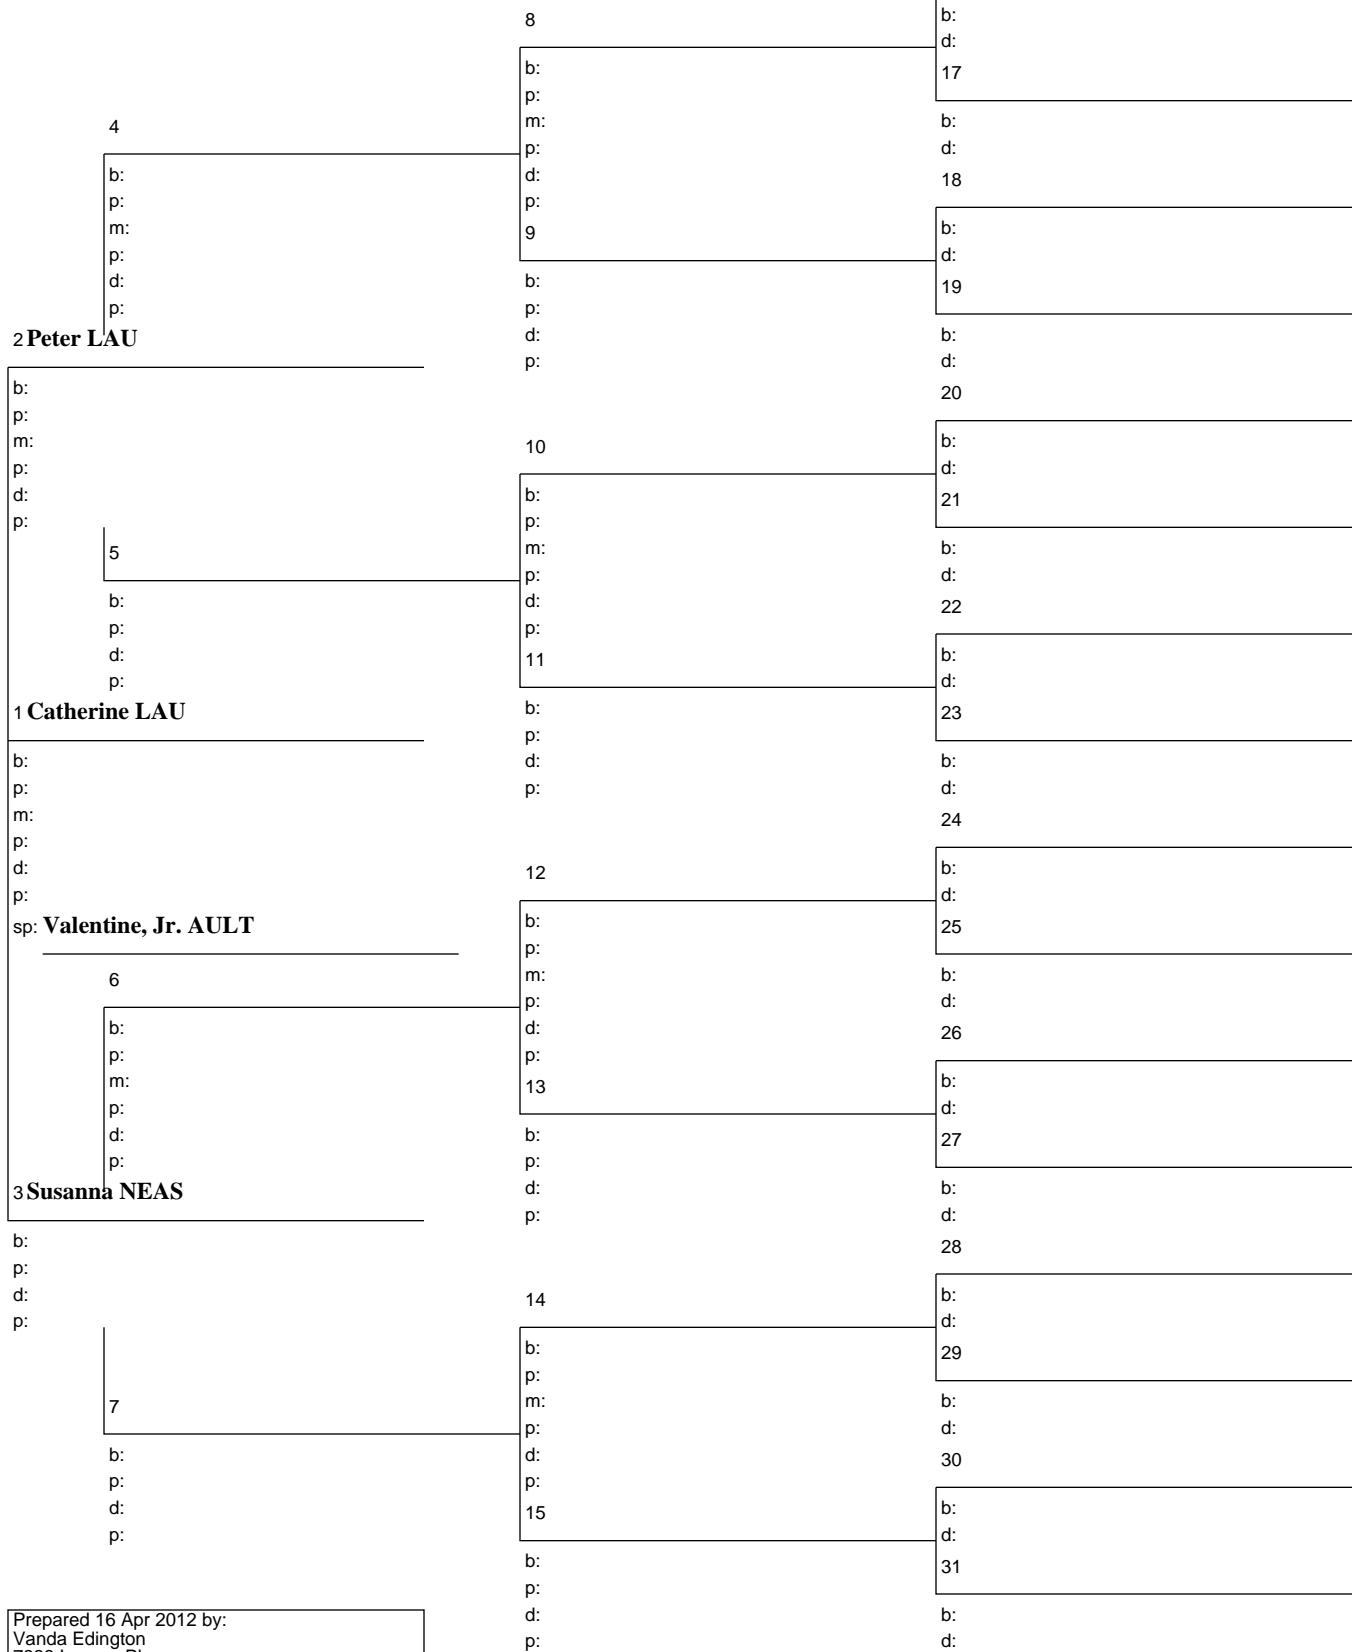 8
b:
p:
m:
p:
d:
p:
9
b:
p:
d:
p:
4
b:
p:
m:
p:
d:
p:
2 Peter LAU
b:
p:
m:
p:
d:
p:
5
b:
p:
d:
p:
10
b:
p:
m:
p:
d:
p:
11
b:
p:
d:
p:
1 Catherine LAU
b:
p:
m:
p:
d:
p:
sp: Valentine, Jr. AULT
6
b:
p:
m:
p:
d:
p:
12
b:
p:
m:
p:
d:
p:
13
b:
p:
d:
p:
3 Susanna NEAS
b:
p:
d:
p:
7
b:
p:
d:
p:
14
b:
p:
m:
p:
d:
p:
15
b:
p:
d:
p:
b:
d:
17
b:
d:
18
b:
d:
19
b:
d:
20
b:
d:
21
b:
d:
22
b:
d:
23
b:
d:
24
b:
d:
25
b:
d:
26
b:
d:
27
b:
d:
28
b:
d:
29
b:
d:
30
b:
d:
31
b:
d:
Prepared 16 Apr 2012 by:
Vanda Edington